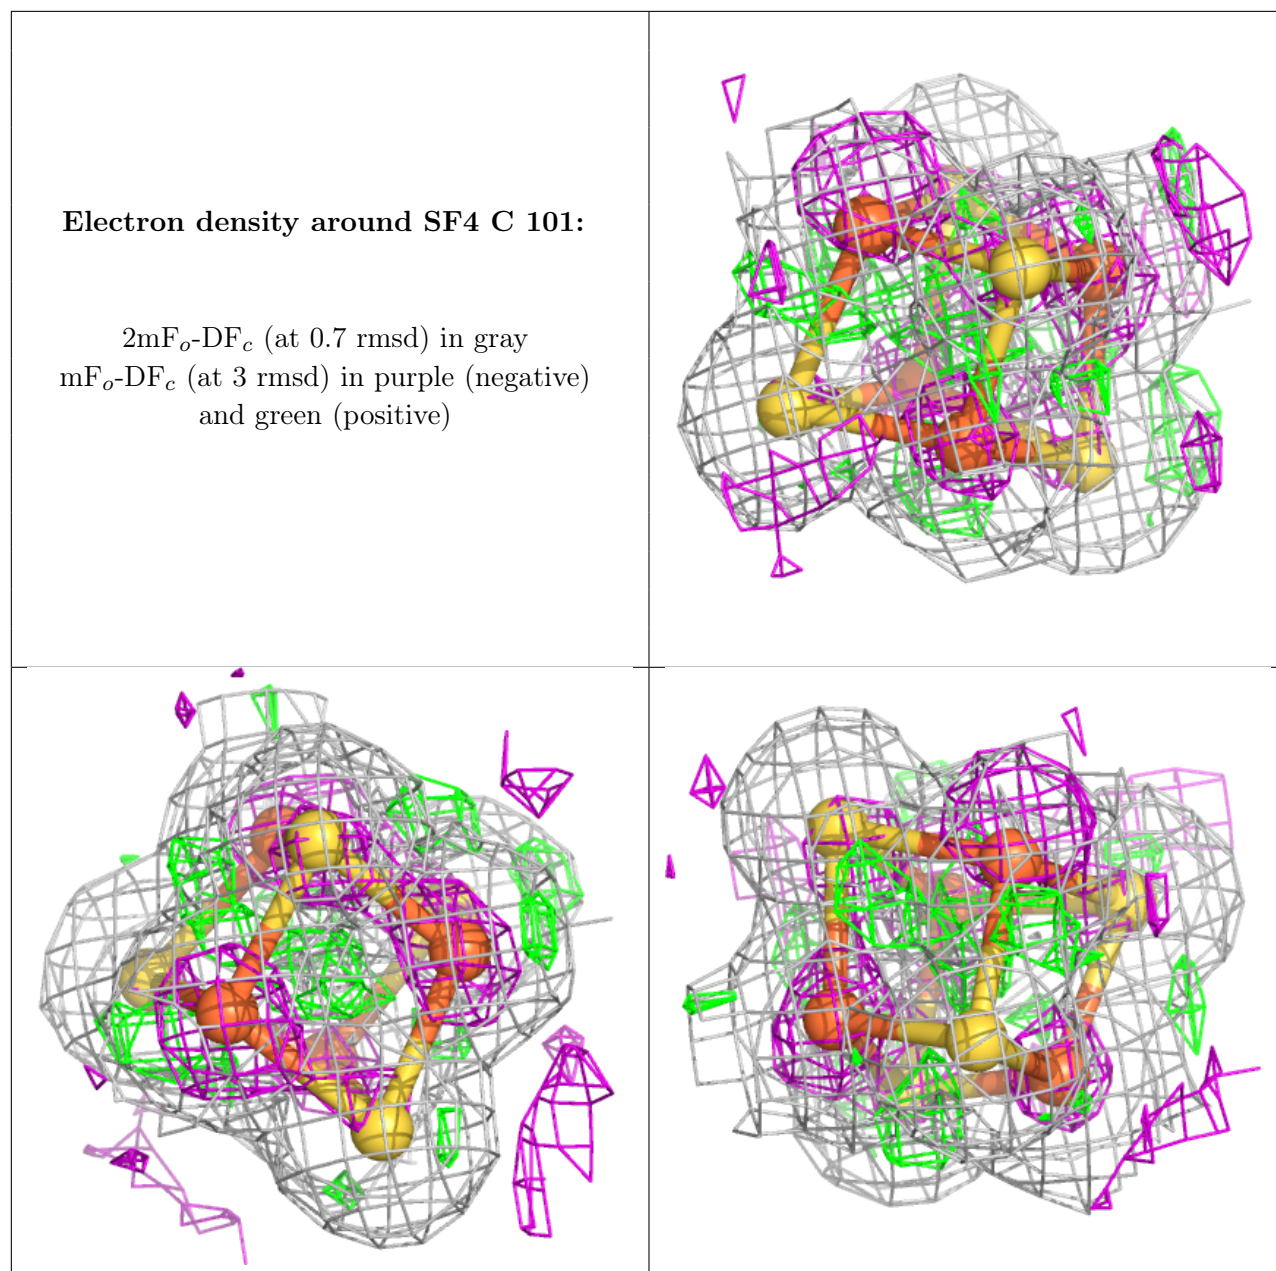 Electron density around SF4 C 101:
2mFo-DFc (at 0.7 rmsd) in gray
mFo-DFc (at 3 rmsd) in purple (negative)
and green (positive)